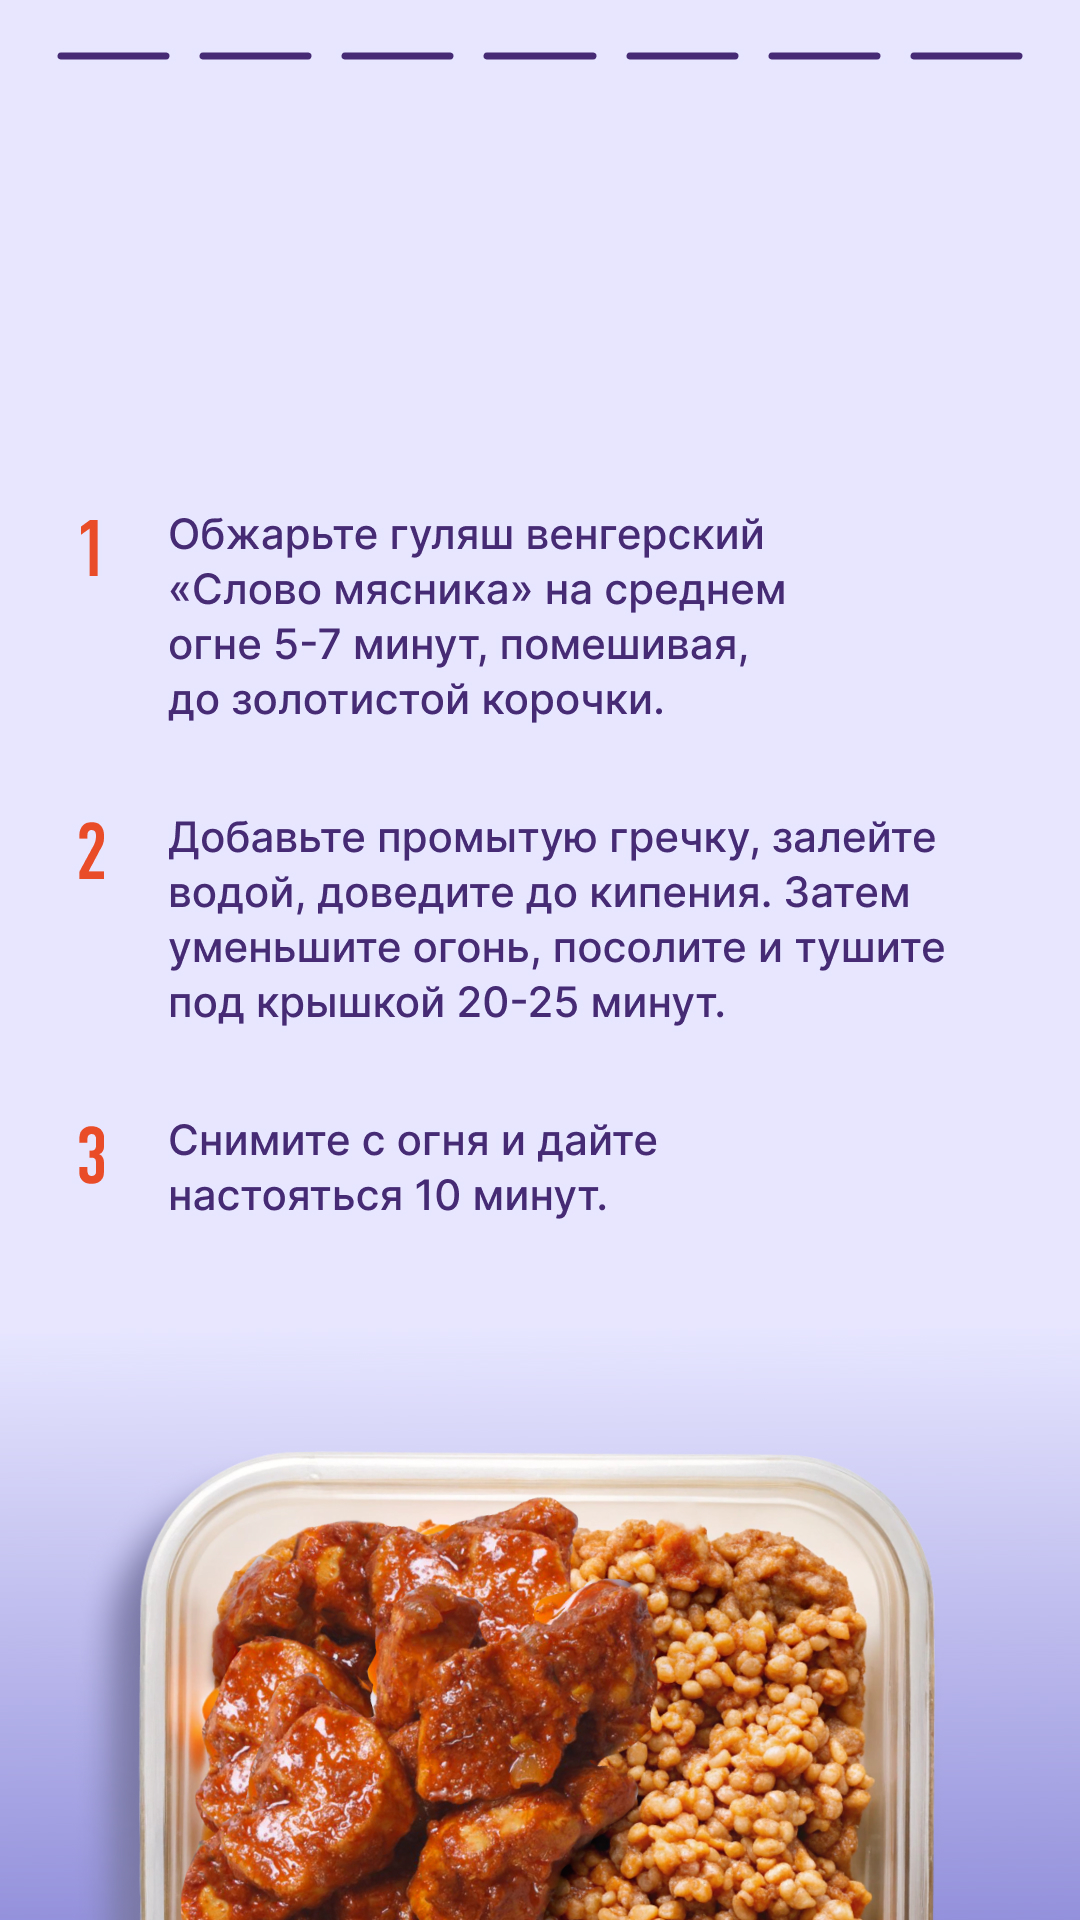 1
Обжарьте гуляш венгерский
«Слово мясника» на среднем
огне 5-7 минут, помешивая,
до золотистой корочки.
2
Добавьте промытую гречку, залейте
водой, доведите до кипения. Затем
уменьшите огонь, посолите и тушите
под крышкой 20-25 минут.
3
Снимите с огня и дайте
настояться 10 минут.